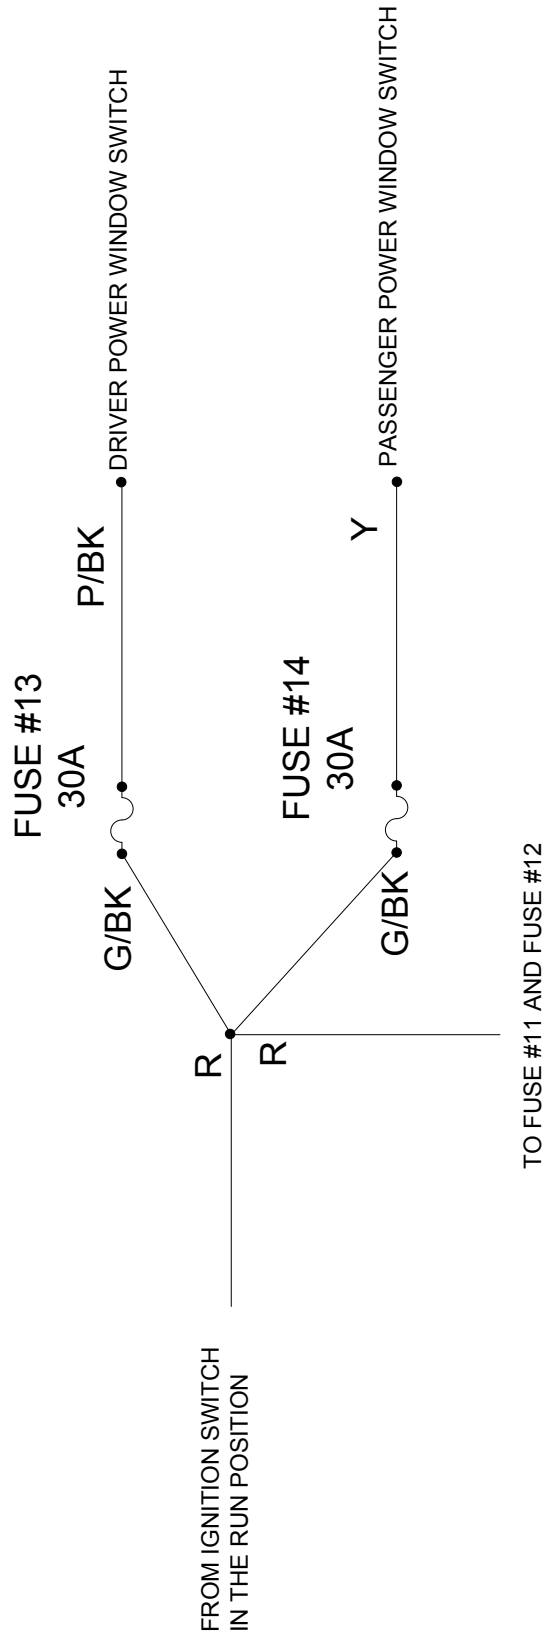 FUSE #13
30A
G/BK
P/BK
DRIVER POWER WINDOW SWITCH
FROM IGNITION SWITCH
IN THE RUN POSITION
R
R
FUSE #14
30A
G/BK
Y
PASSENGER POWER WINDOW SWITCH
TO FUSE #11 AND FUSE #12